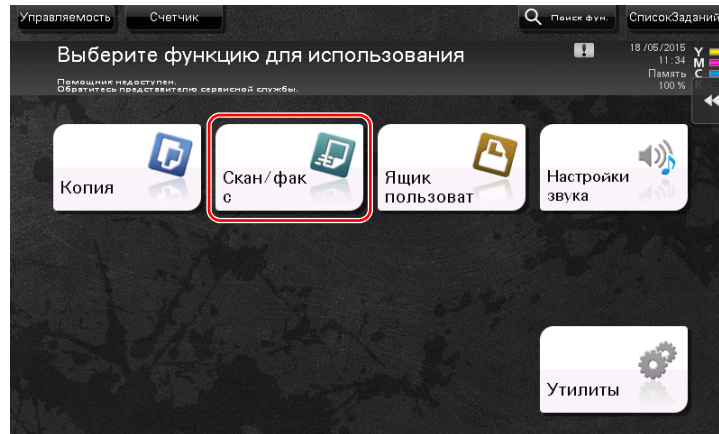 Управляемость
Счетчик
Поиск фун.
СписокЗаданий
Выберите функцию для использования
18 /05/2015
11:34
Память
100 %
Y
M
C
K
Помощник недоступен.
Обратитесь представителю сервисной службы.
Копия
Скан/фак
с
Ящик
пользоват
Настройки
звука
Утилиты